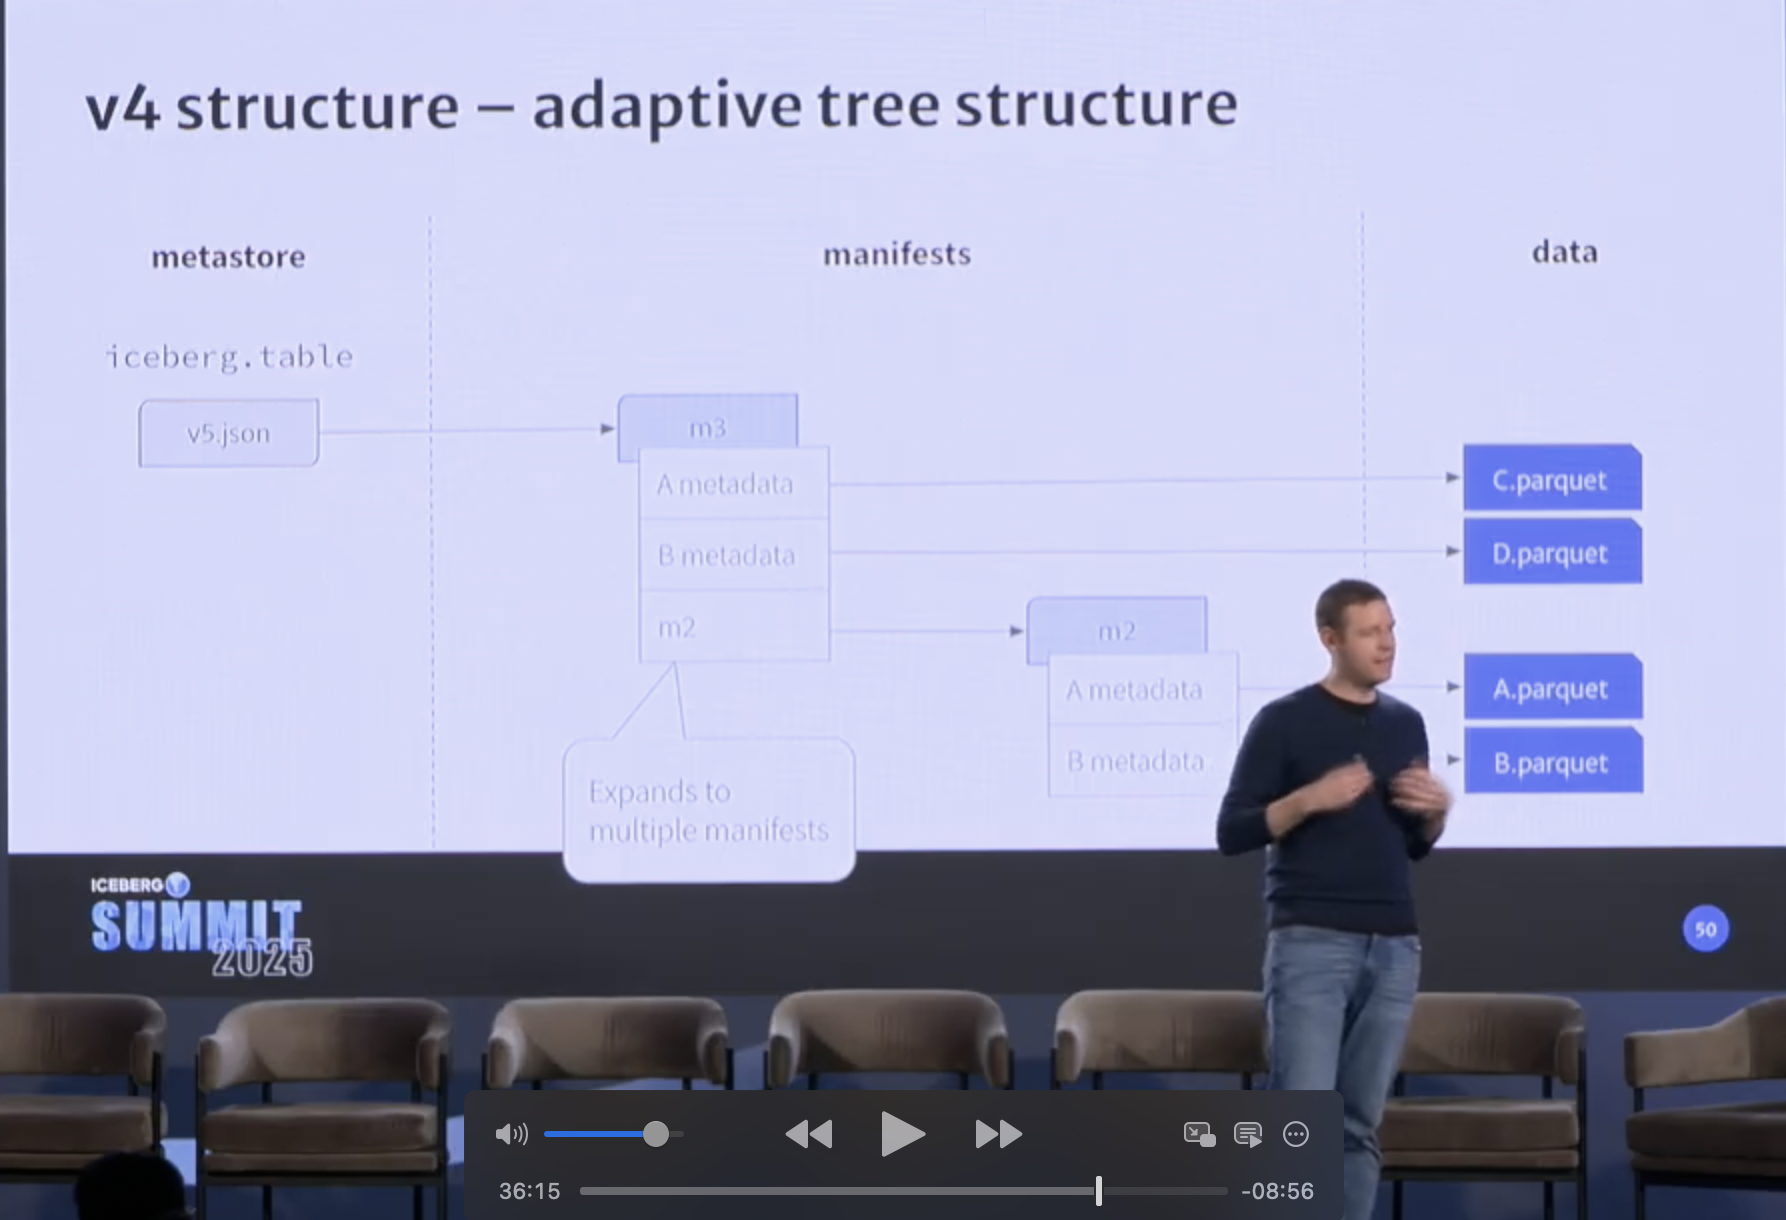 v4 structure – adaptive tree structure
metastore
manifests
data
iceberg.table
v5.json
m3
A metadata
B metadata
m2
C.parquet
D.parquet
m2
A metadata
B metadata
A.parquet
B.parquet
Expands to
multiple manifests
ICEBERG
SUMMIT
2025
50
36:15
-08:56